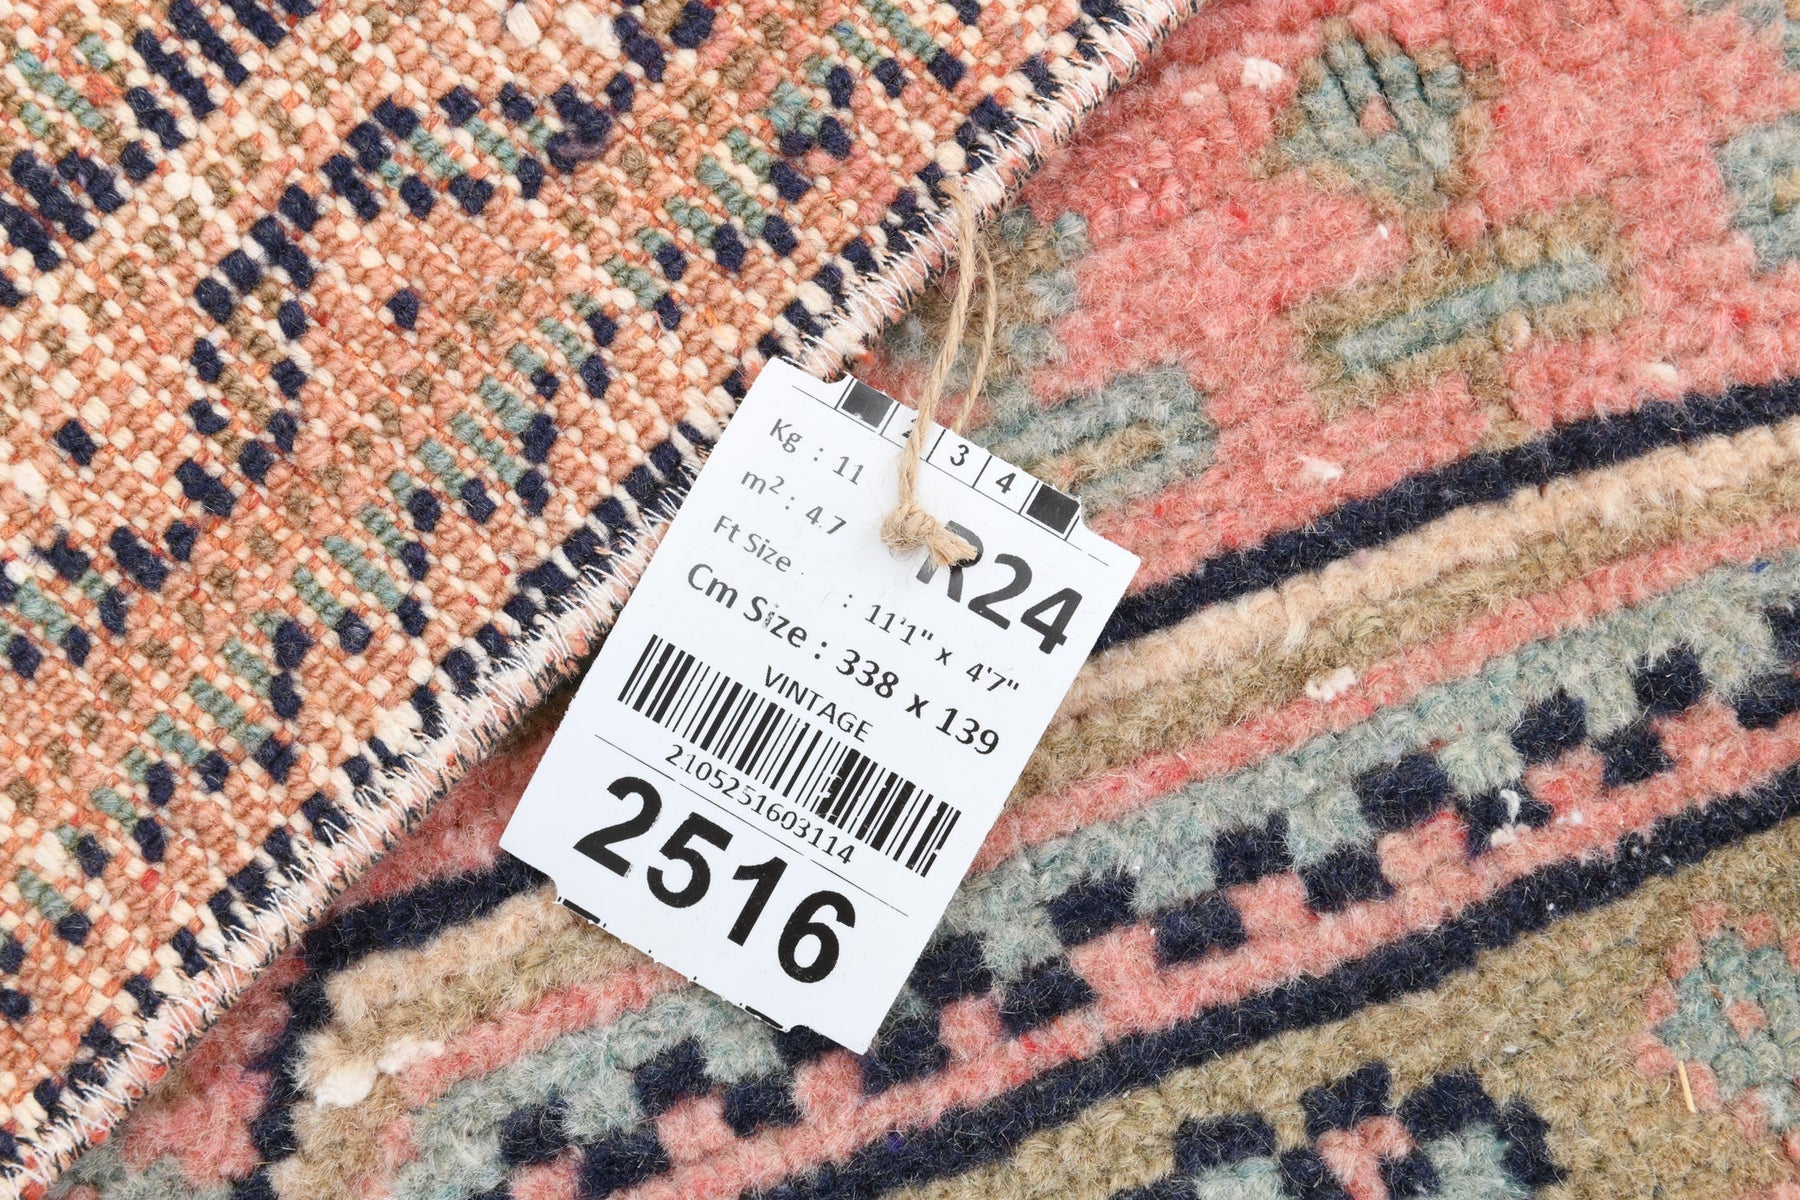 2 3 4
Kg : 11
m² : 4.7
R24
Ft Size : 11'1" x 4'7"
Cm Size : 338 x 139
VINTAGE
2105251603114
2516